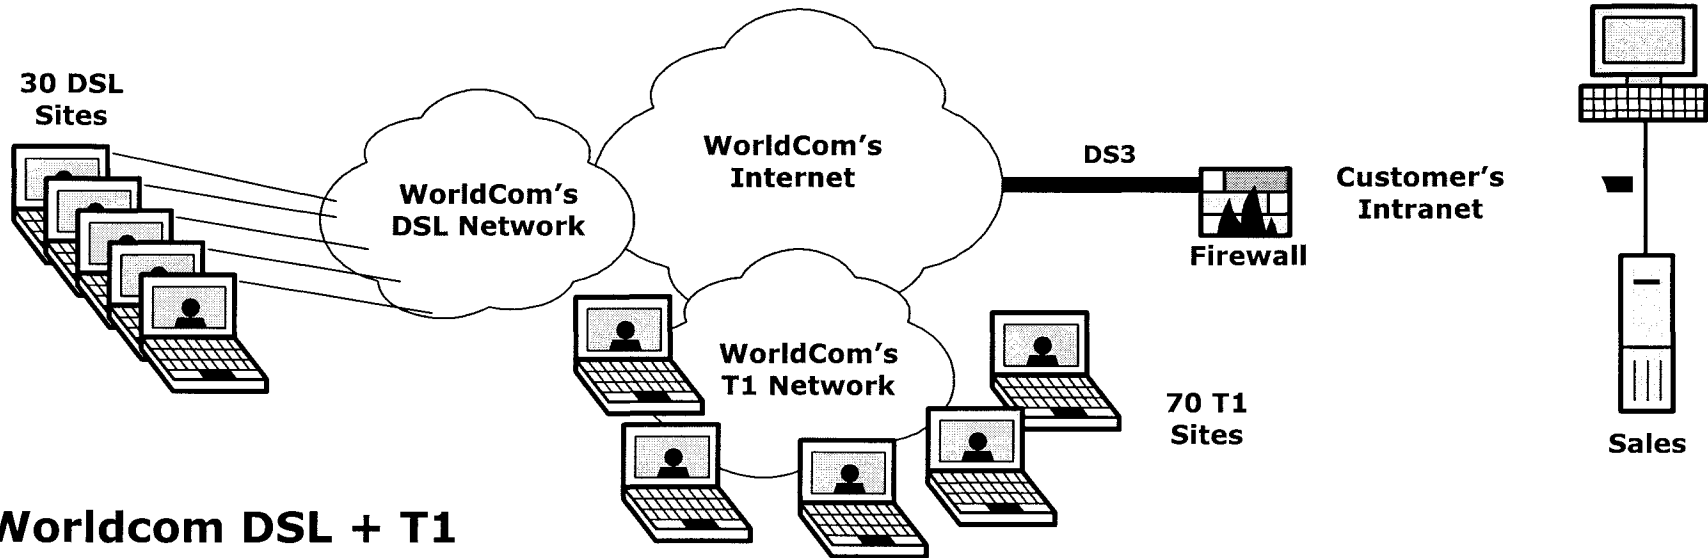 30 DSL
Sites
WorldCom's
DSL Network
WorldCom's
Internet
DS3
Firewall
Customer's
Intranet
WorldCom's
T1 Network
70 T1
Sites
Sales
Worldcom DSL + T1